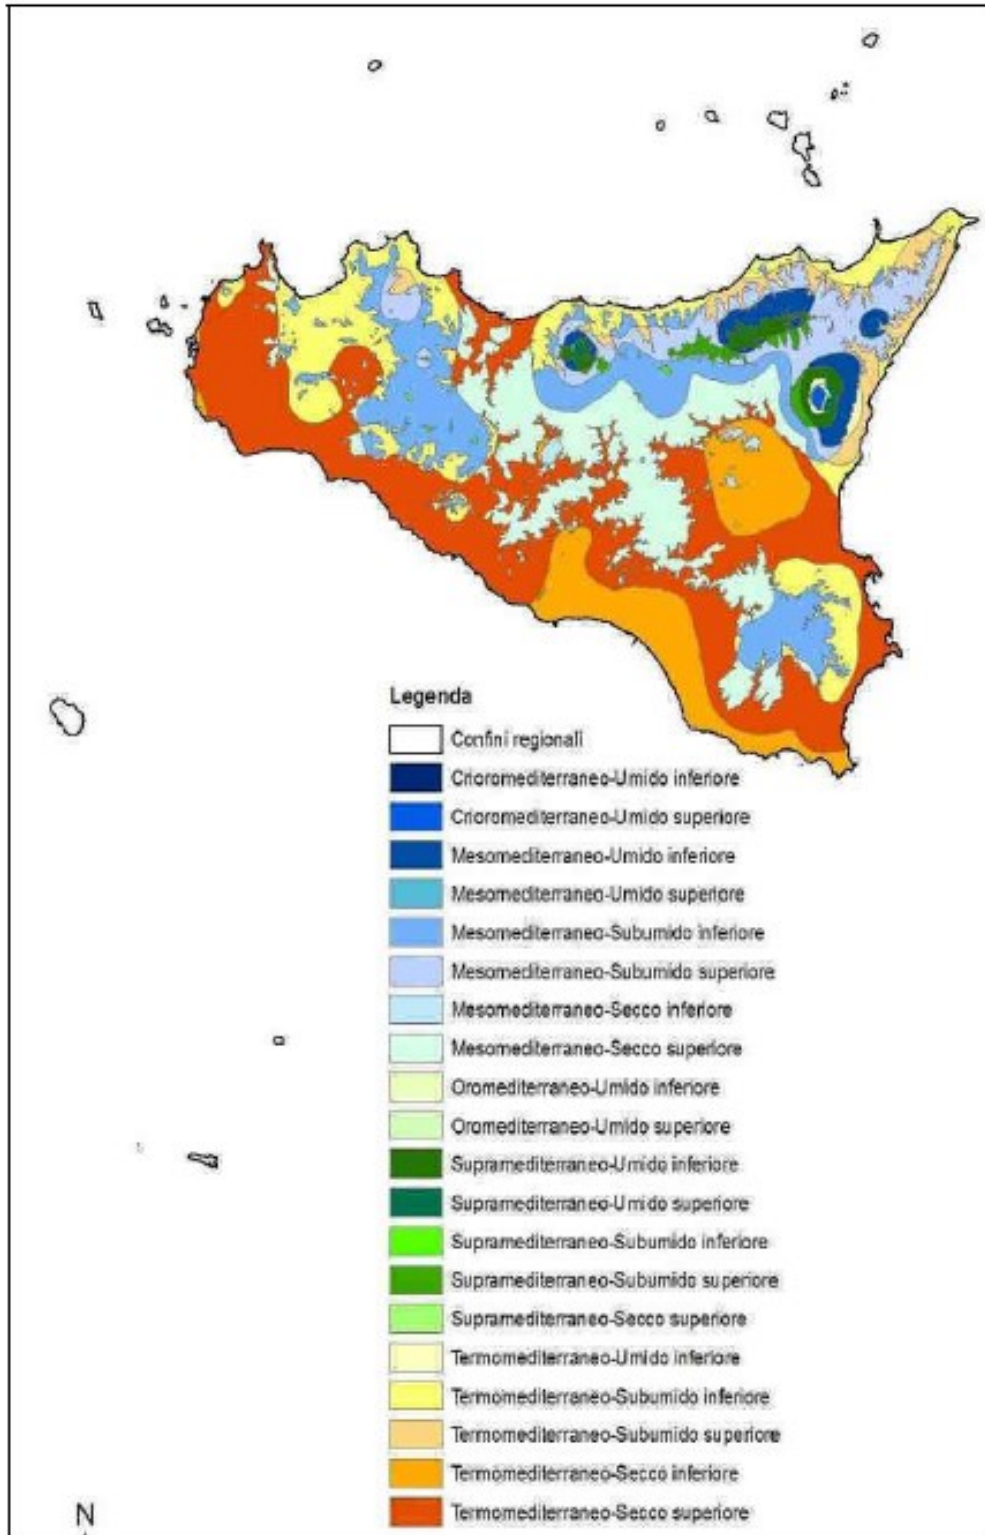 Legenda
Confini regionali
Crioromediterraneo-Umido inferiore
Crioromediterraneo-Umido superiore
Mesomediterraneo-Umido inferiore
Mesomediterraneo-Umido superiore
Mesomediterraneo-Subumido inferiore
Mesomediterraneo-Subumido superiore
Mesomediterraneo-Secco inferiore
Mesomediterraneo-Secco superiore
Oromediterraneo-Umido inferiore
Oromediterraneo-Umido superiore
Supramediterraneo-Umido inferiore
Supramediterraneo-Umido superiore
Supramediterraneo-Subumido inferiore
Supramediterraneo-Subumido superiore
Supramediterraneo-Secco superiore
Termomediterraneo-Umido inferiore
Termomediterraneo-Subumido inferiore
Termomediterraneo-Subumido superiore
Termomediterraneo-Secco inferiore
Termomediterraneo-Secco superiore
N